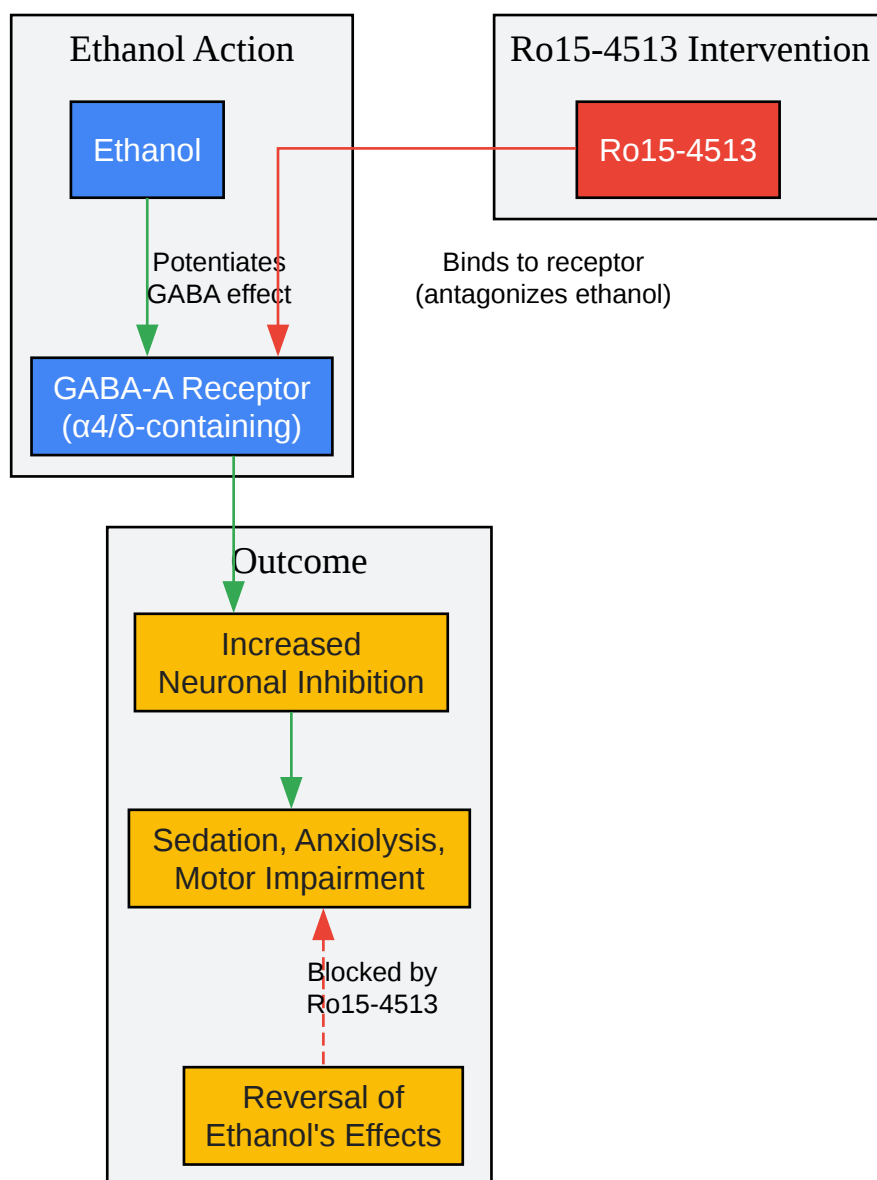 Ethanol Action
Ro15-4513 Intervention
Ethanol
Ro15-4513
Potentiates
GABA effect
Binds to receptor
(antagonizes ethanol)
GABA-A Receptor
(α4/δ-containing)
Outcome
Increased
Neuronal Inhibition
Sedation, Anxiolysis,
Motor Impairment
Blocked by
Ro15-4513
Reversal of
Ethanol's Effects